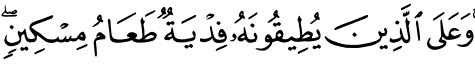 وَعَلَى ٱلَّذِينَ يُطِيقُونَهُۥ فِدْيَةٌ طَعَامُ مِسْكِينٍۢ ۖ